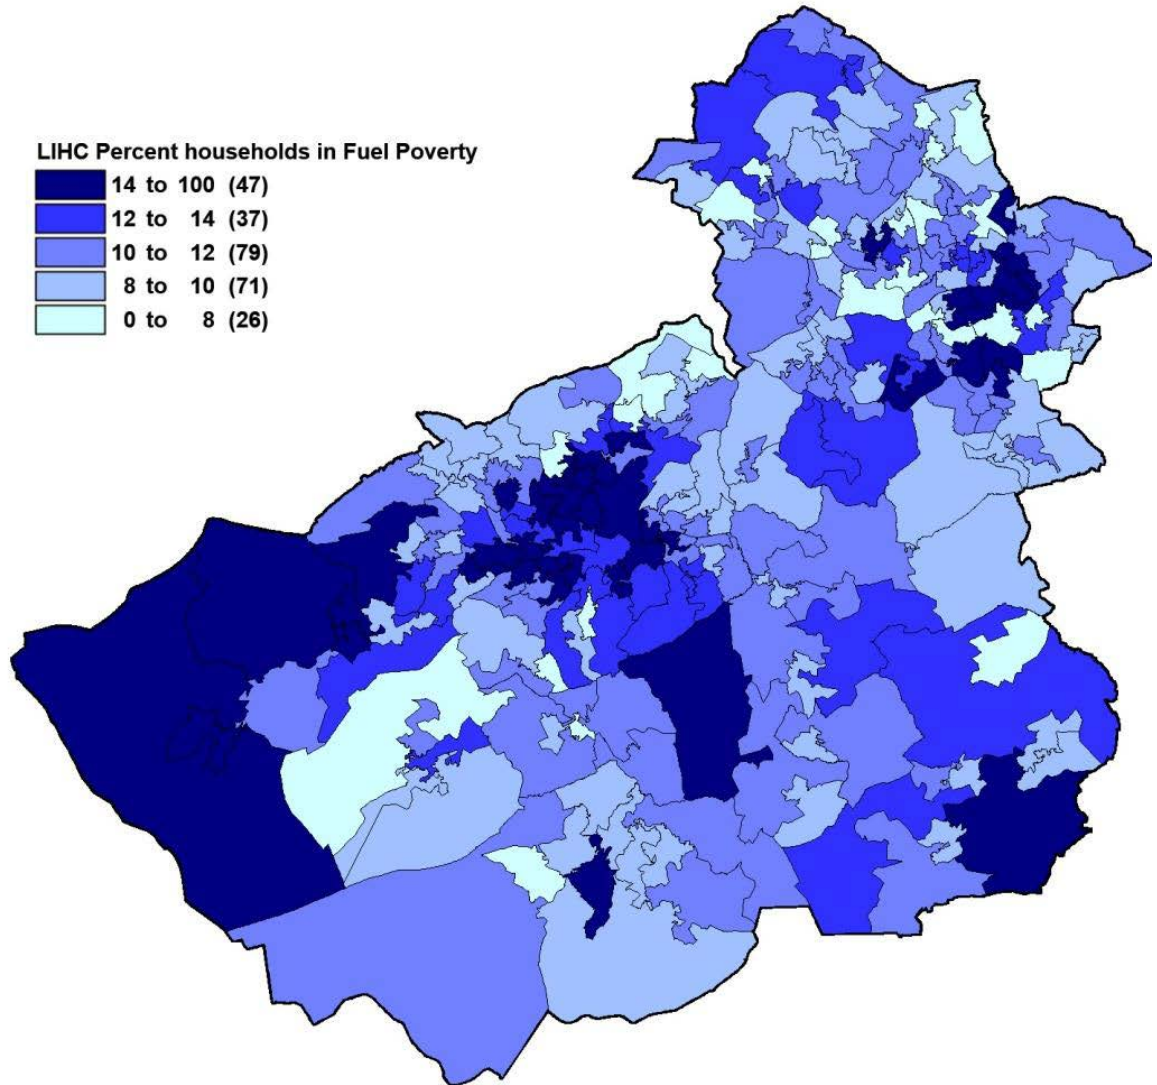 LIHC Percent households in Fuel Poverty
14 to 100 (47)
12 to 14 (37)
10 to 12 (79)
8 to 10 (71)
0 to 8 (26)